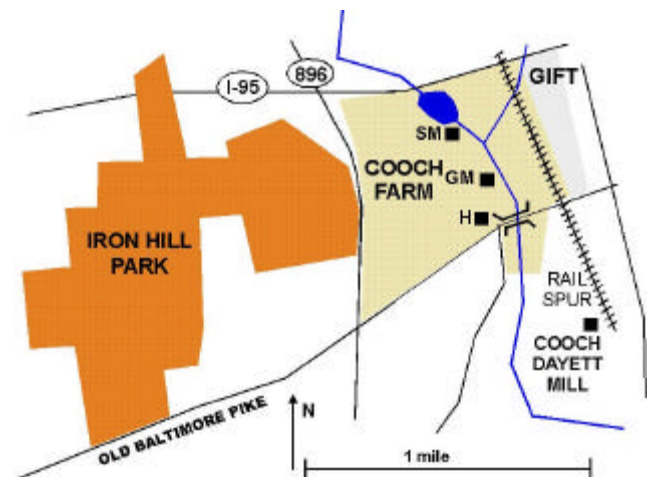 I-95
896
GIFT
SM
COOCH
FARM
GM
H
IRON HILL
PARK
RAIL
SPUR
COOCH
DAYETT
MILL
OLD BALTIMORE PIKE
N
1 mile